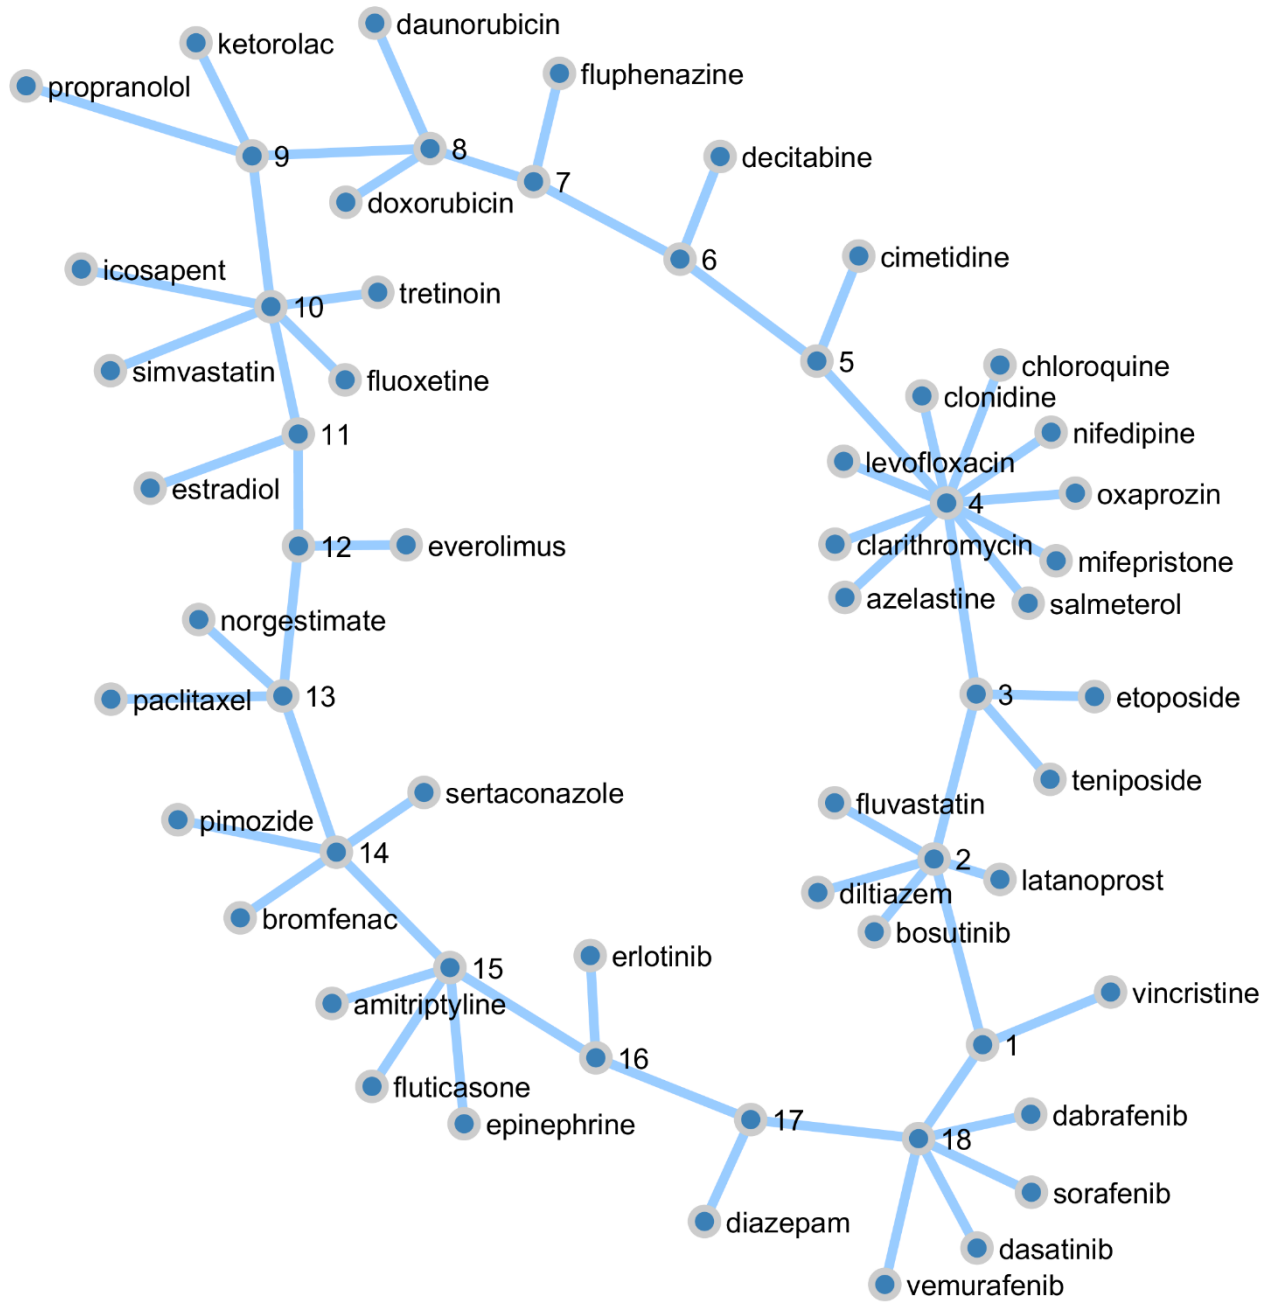 daunorubicin
ketorolac
fluphenazine
propranolol
9
8
7
decitabine
doxorubicin
6
cimetidine
icosapent
tretinoin
10
5
simvastatin
fluoxetine
chloroquine
clonidine
11
nifedipine
levofloxacin
estradiol
oxaprozin
4
12
everolimus
clarithromycin
mifepristone
azelastine
salmeterol
norgestimate
paclitaxel
13
3
etoposide
teniposide
sertaconazole
fluvastatin
pimozide
14
2
latanoprost
diltiazem
bromfenac
bosutinib
15
erlotinib
vincristine
amitriptyline
16
1
fluticasone
epinephrine
17
18
dabrafenib
sorafenib
diazepam
dasatinib
vemurafenib